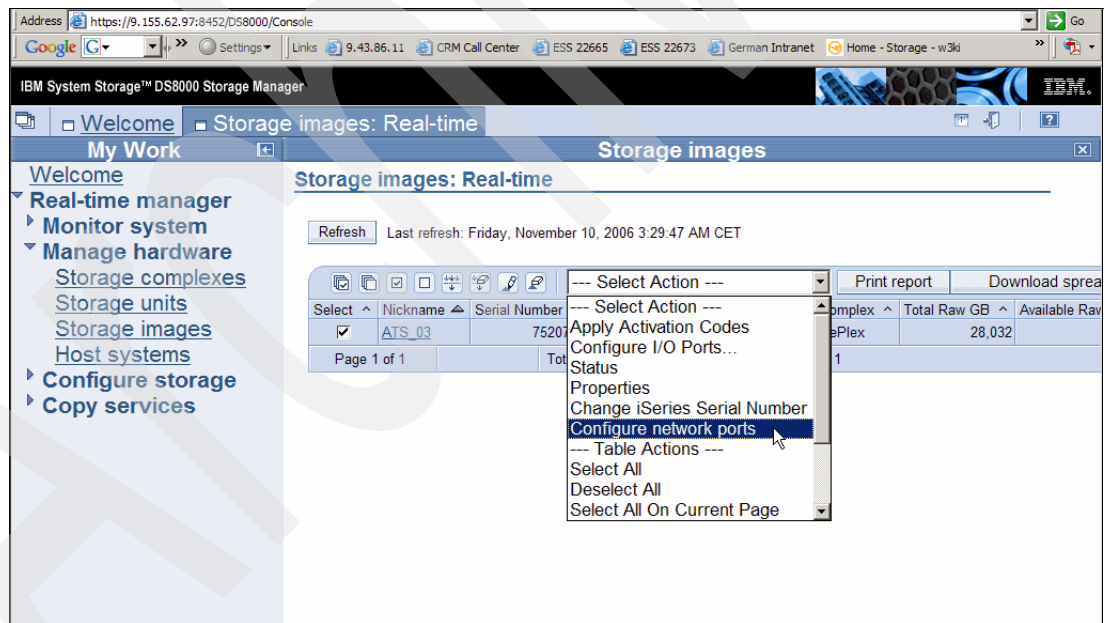 Address https://9.155.62.97:8452/DS8000/Console Go
Google G Settings Links 9.43.86.11 CRM Call Center ESS 22665 ESS 22673 German Intranet Home - Storage - w3ki
IBM System Storage™ DS8000 Storage Manager IBM.
Welcome Storage images: Real-time ?
My Work Storage images
Welcome
Real-time manager
Monitor system
Manage hardware
Storage complexes
Storage units
Storage images
Host systems
Configure storage
Copy services
Storage images: Real-time
Refresh Last refresh: Friday, November 10, 2006 3:29:47 AM CET
--- Select Action --- Print report Download sprea
Select Nickname Serial Number omplex Total Raw GB Available Raw
ATS_03 75207 ePlex 28,032
Page 1 of 1 Tot 1
--- Select Action ---
Apply Activation Codes
Configure I/O Ports...
Status
Properties
Change iSeries Serial Number
Configure network ports
--- Table Actions ---
Select All
Deselect All
Select All On Current Page